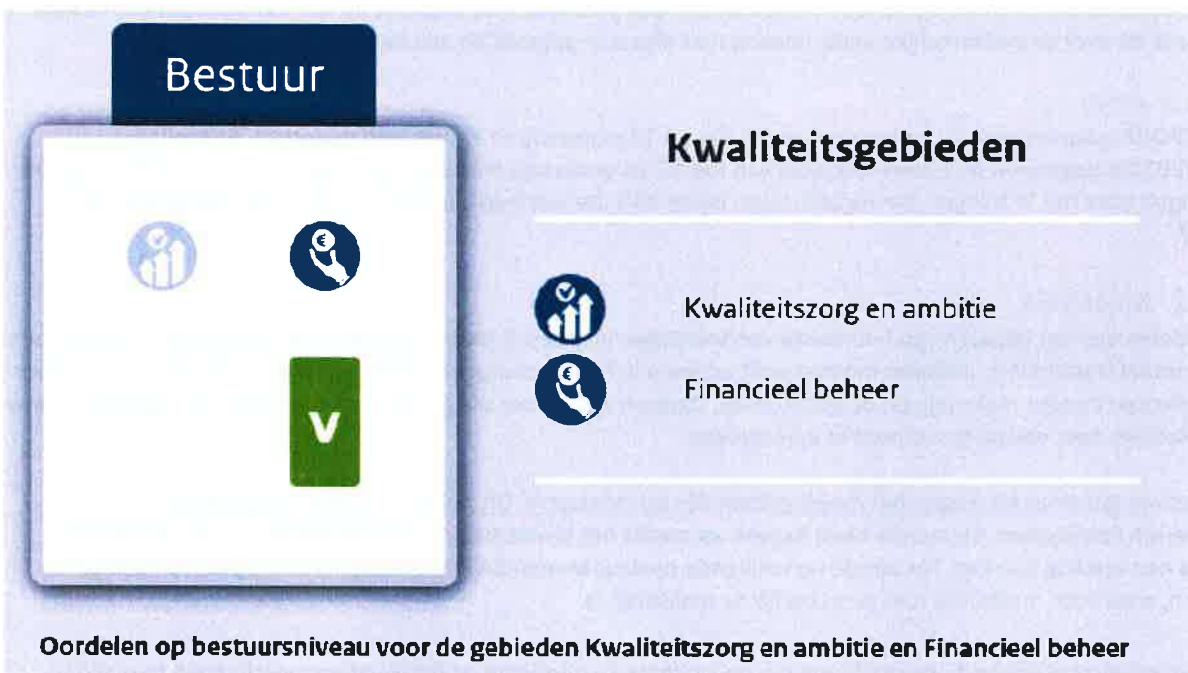 Bestuur
Kwaliteitsgebieden
Kwaliteitszorg en ambitie
Financieel beheer
V
Oordelen op bestuursniveau voor de gebieden Kwaliteitszorg en ambitie en Financieel beheer